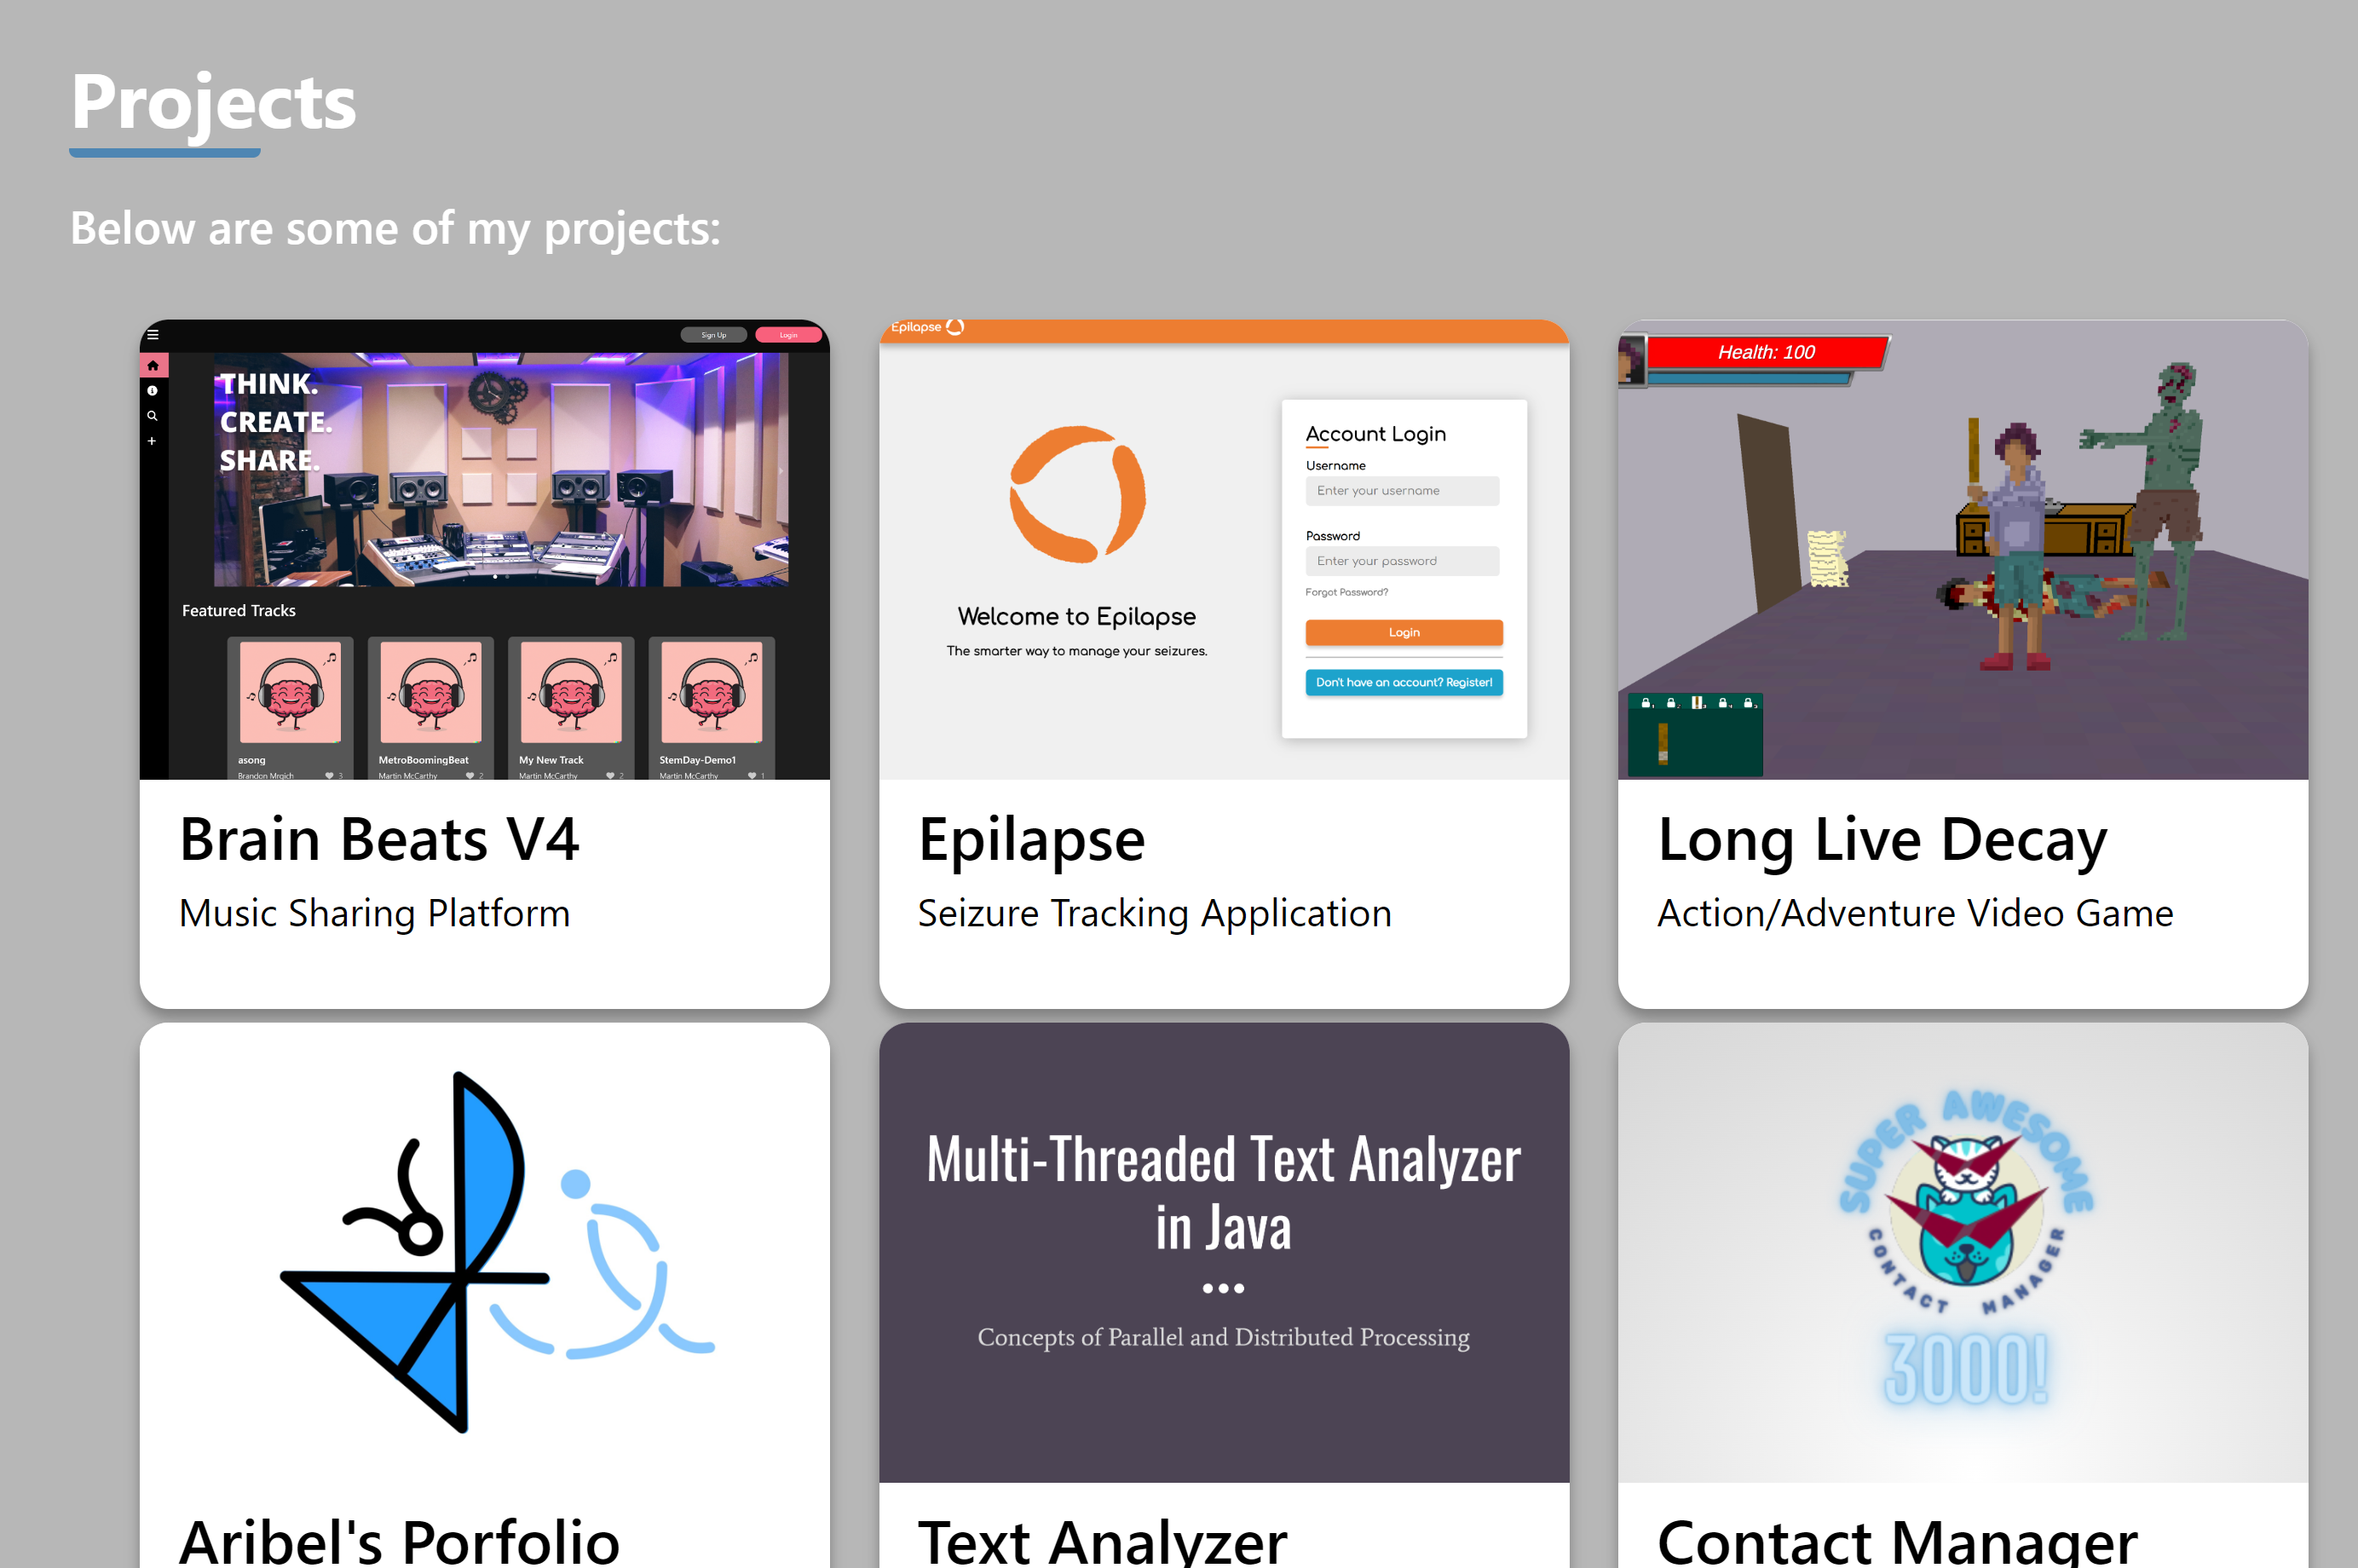 Projects
Below are some of my projects:
Sign Up
Login
THINK.
CREATE.
SHARE.
Featured Tracks
asong
Brandon Mrgich
3
MetroBoomingBeat
Martin McCarthy
2
My New Track
Martin McCarthy
2
StemDay-Demo1
Martin McCarthy
1
Brain Beats V4
Music Sharing Platform
Epilapse
Welcome to Epilapse
The smarter way to manage your seizures.
Account Login
Username
Enter your username
Password
Enter your password
Forgot Password?
Login
Don't have an account? Register!
Epilapse
Seizure Tracking Application
Health: 100
Long Live Decay
Action/Adventure Video Game
Aribel's Porfolio
Multi-Threaded Text Analyzer
in Java
Concepts of Parallel and Distributed Processing
Text Analyzer
SUPER AWESOME
CONTACT MANAGER
3000!
Contact Manager